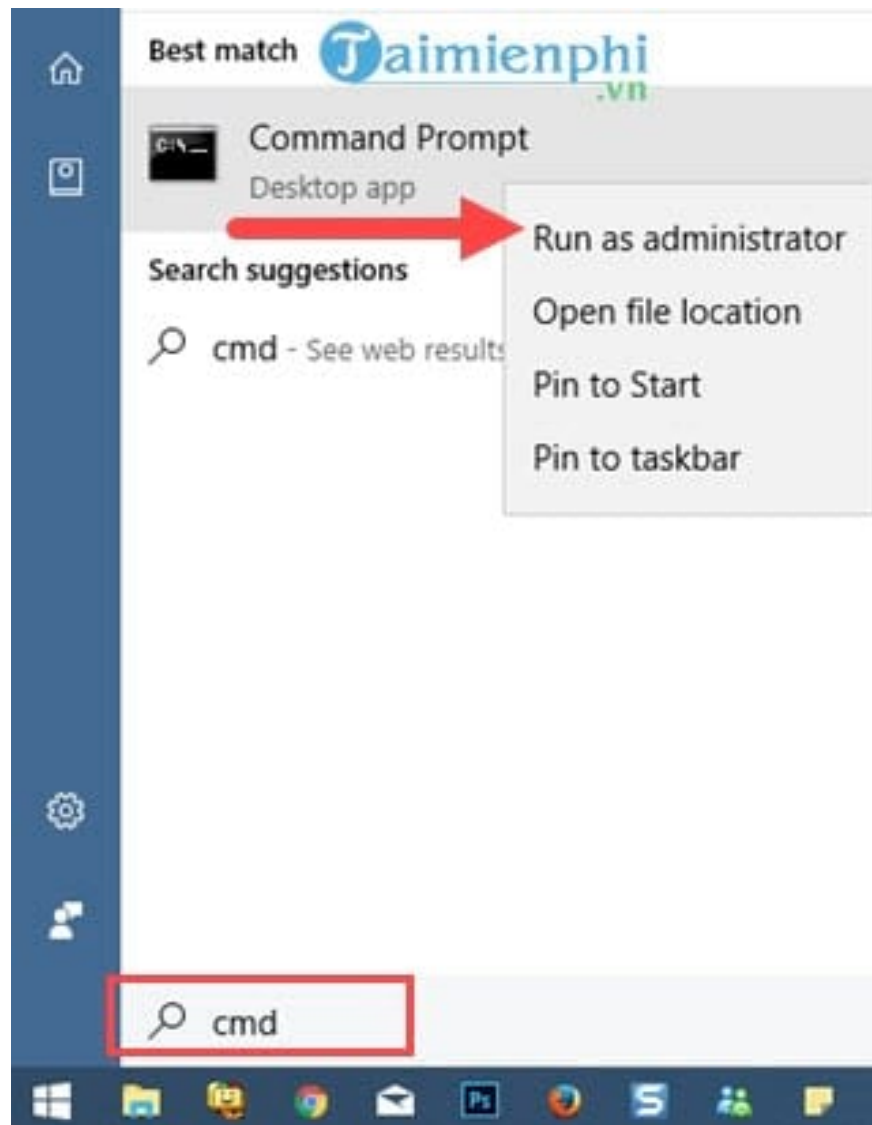 Best match
Taimienphi
.vn
C:\_
Command Prompt
Desktop app
Run as administrator
Search suggestions
Open file location
cmd - See web results
Pin to Start
Pin to taskbar
cmd
Ps
S